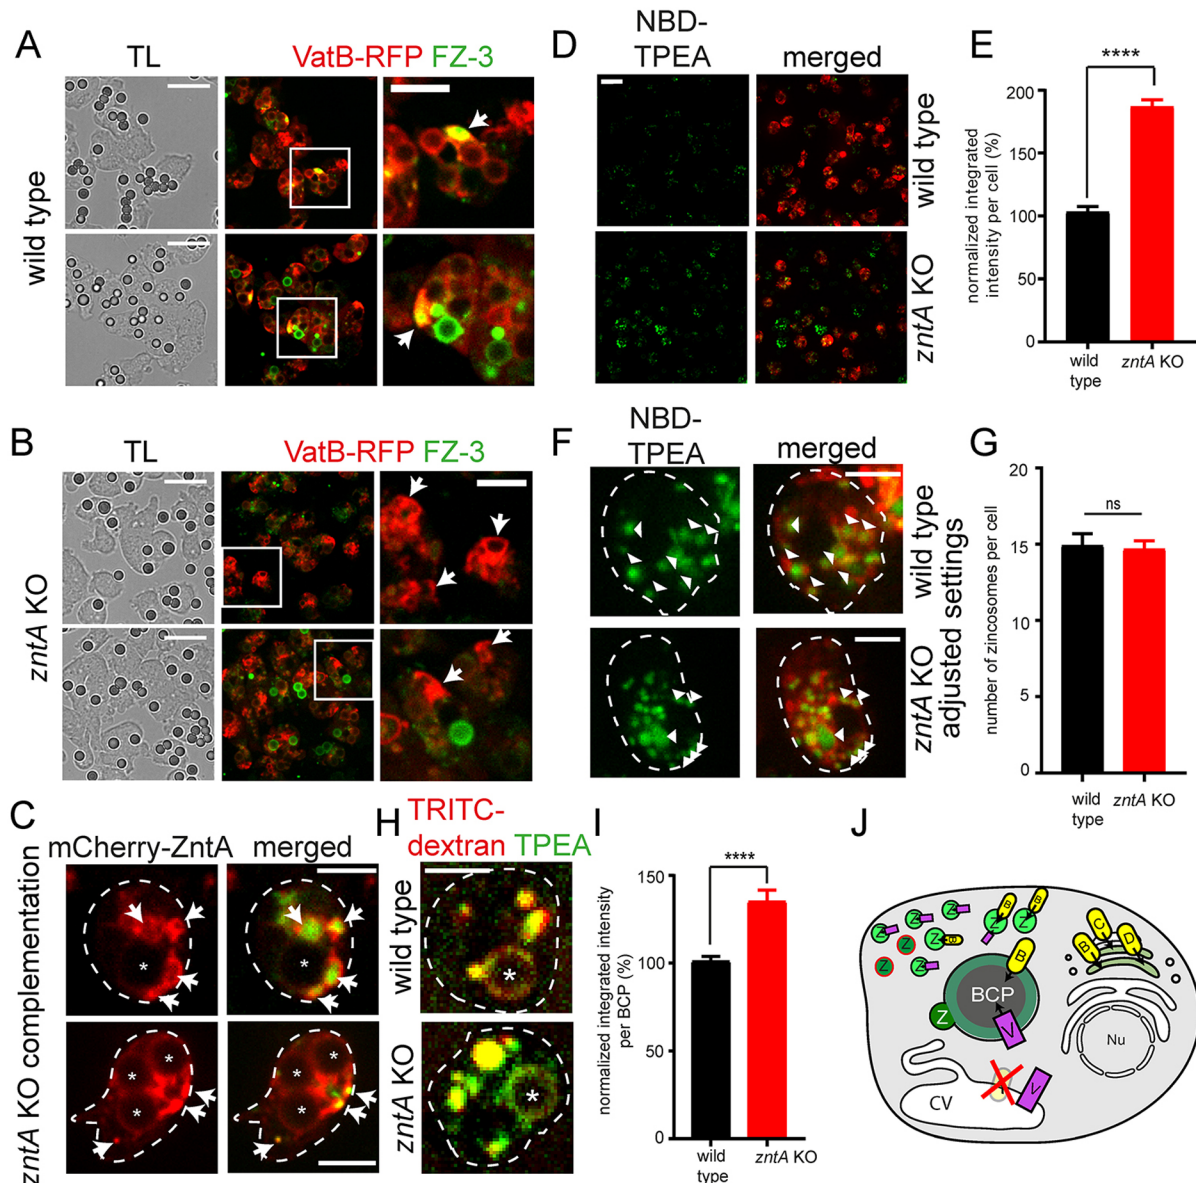 A
TL
VatB-RFP FZ-3
wild type
B
TL
VatB-RFP FZ-3
zntA KO
C
mCherry-ZntA
merged
zntA KO complementation
* * * * * * * *
D
NBD-
TPEA
merged
wild type
zntA KO
E
****
normalized integrated
intensity per cell (%)
200
150
100
50
0
wild
type
zntA KO
F
NBD-
TPEA
merged
wild type
zntA KO
adjusted settings
G
ns
number of zincosomes per cell
20
15
10
5
0
wild
type
zntA KO
H
TRITC-
dextran TPEA
wild type
zntA KO
*
*
I
****
normalized integrated intensity
per BCP (%)
150
100
50
0
wild
type
zntA KO
J
Z Z Z Z Z Z Z Z Z
B B B B
B C D
B
BCP
Z
V
Nu
CV
V